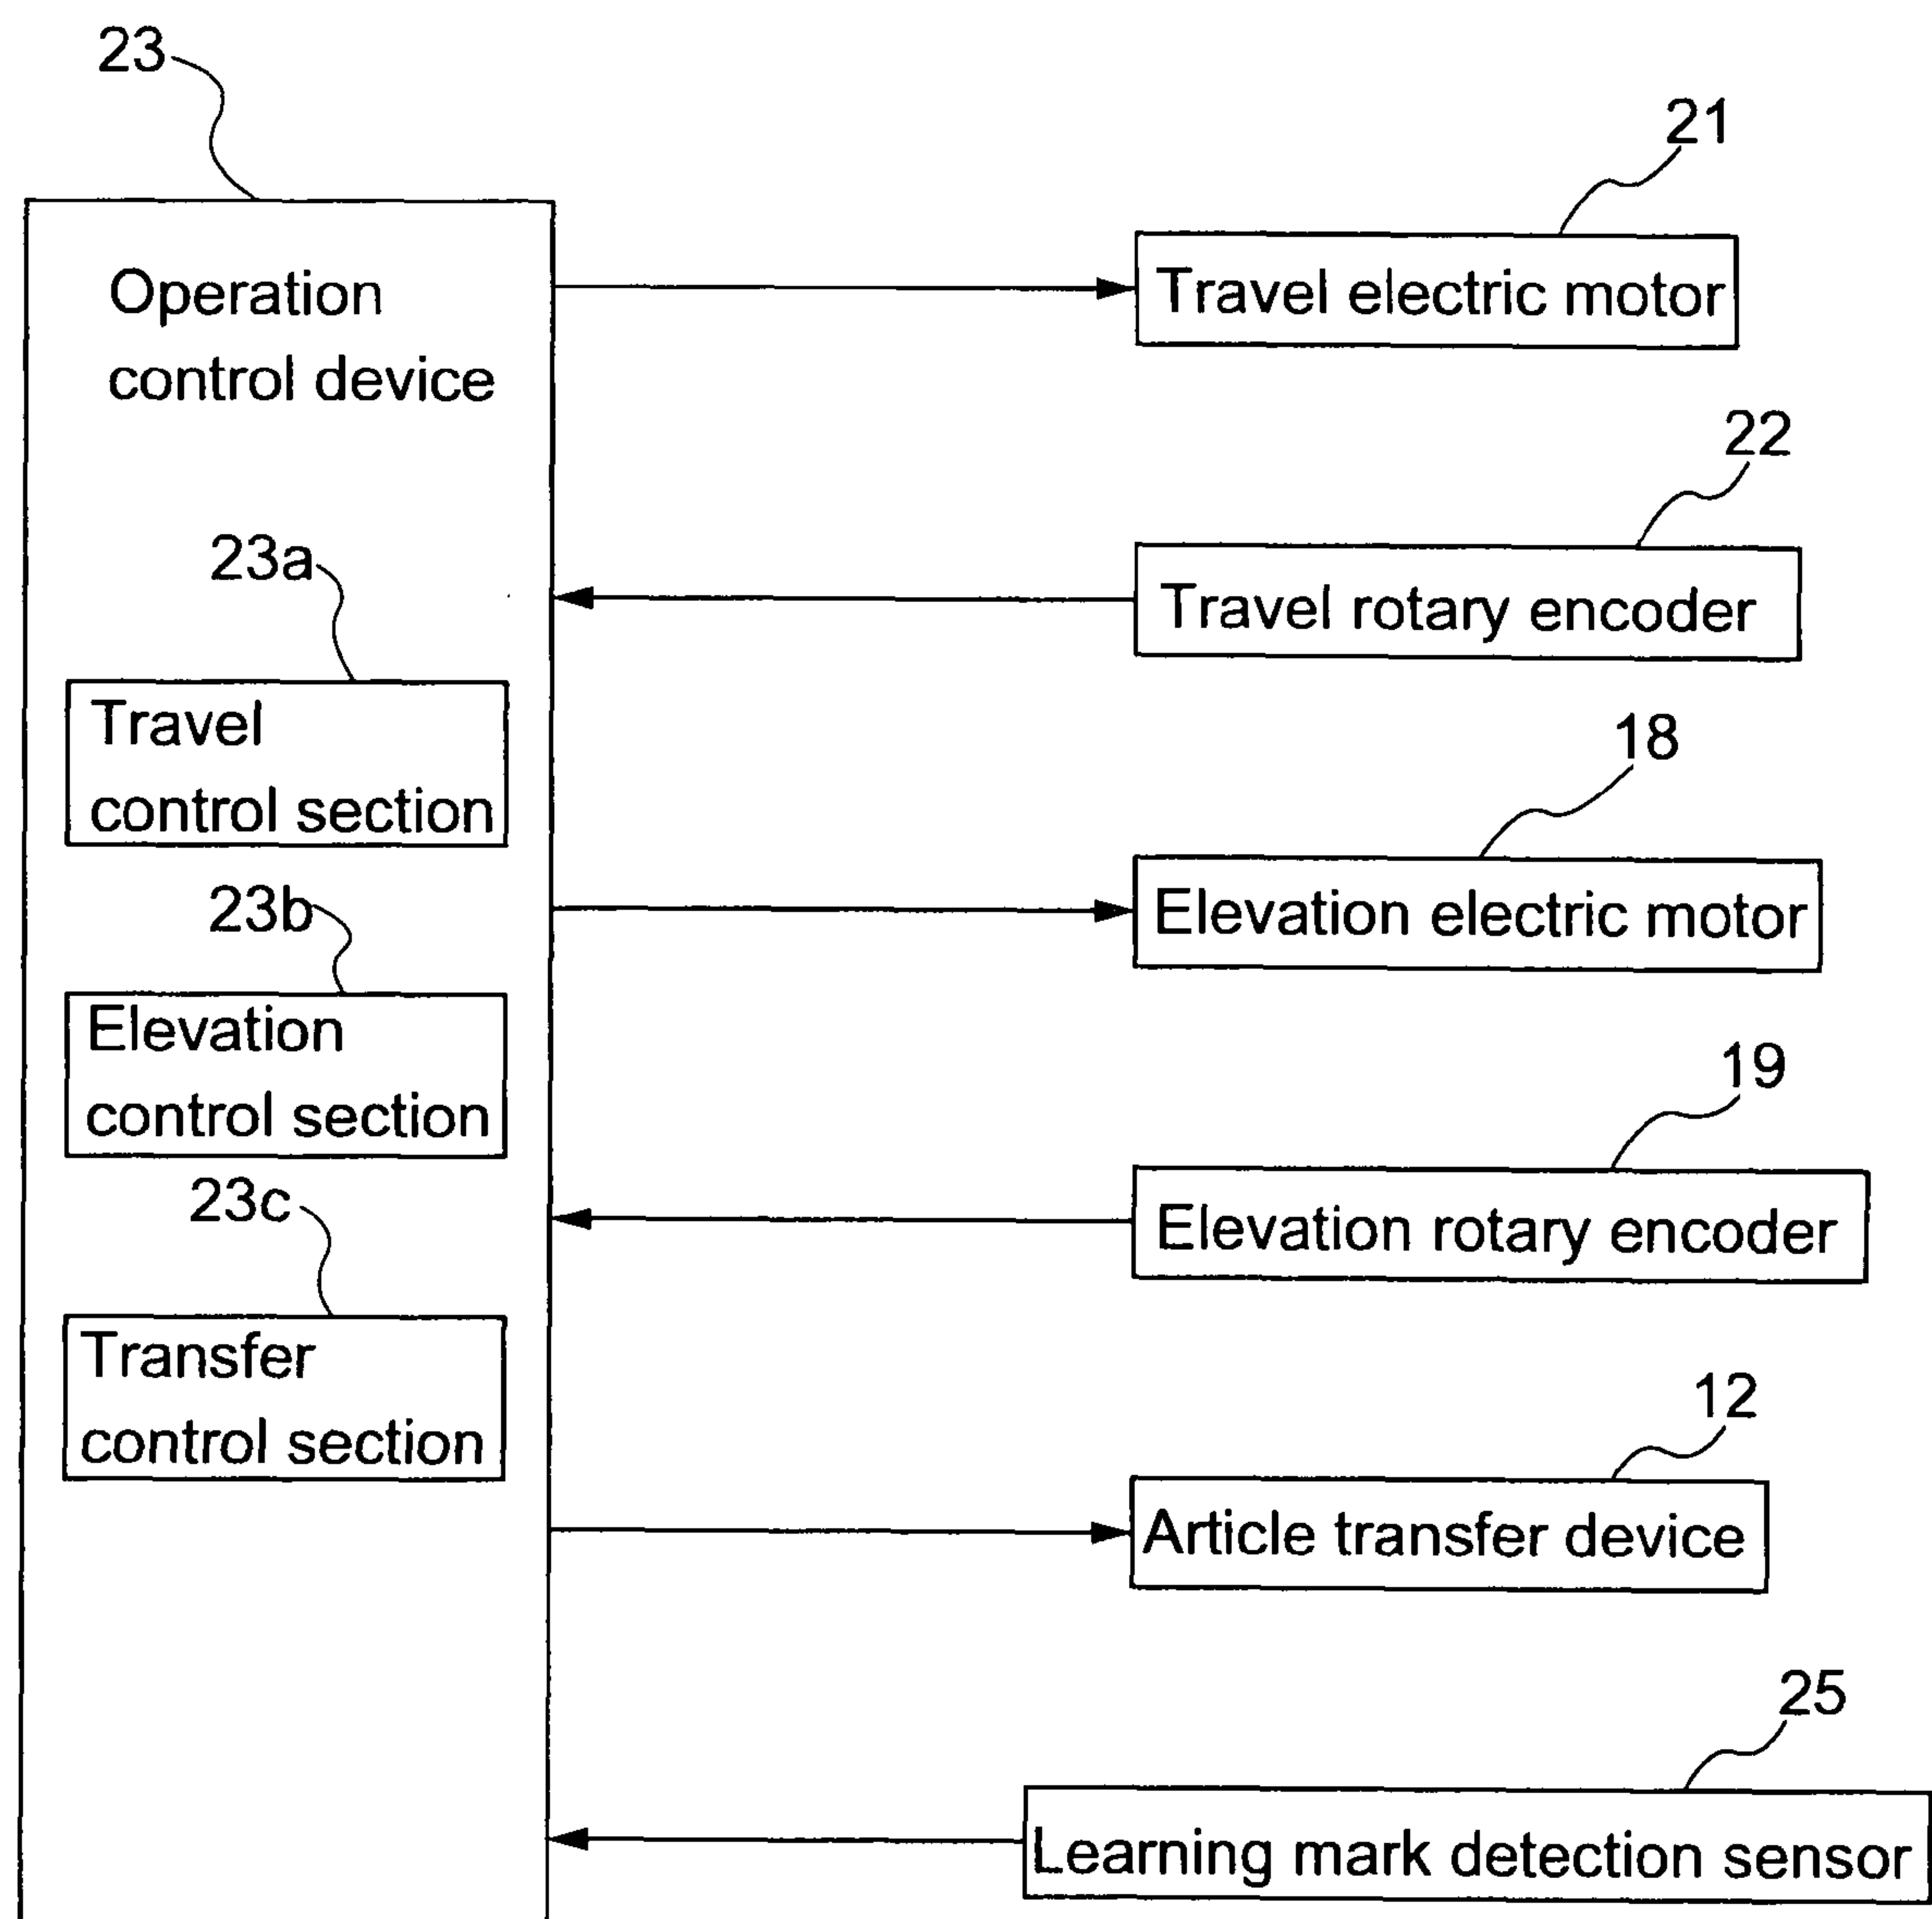 23
Operation
control device
23a
Travel
control section
23b
Elevation
control section
23c
Transfer
control section
21
Travel electric motor
22
Travel rotary encoder
18
Elevation electric motor
19
Elevation rotary encoder
12
Article transfer device
25
Learning mark detection sensor